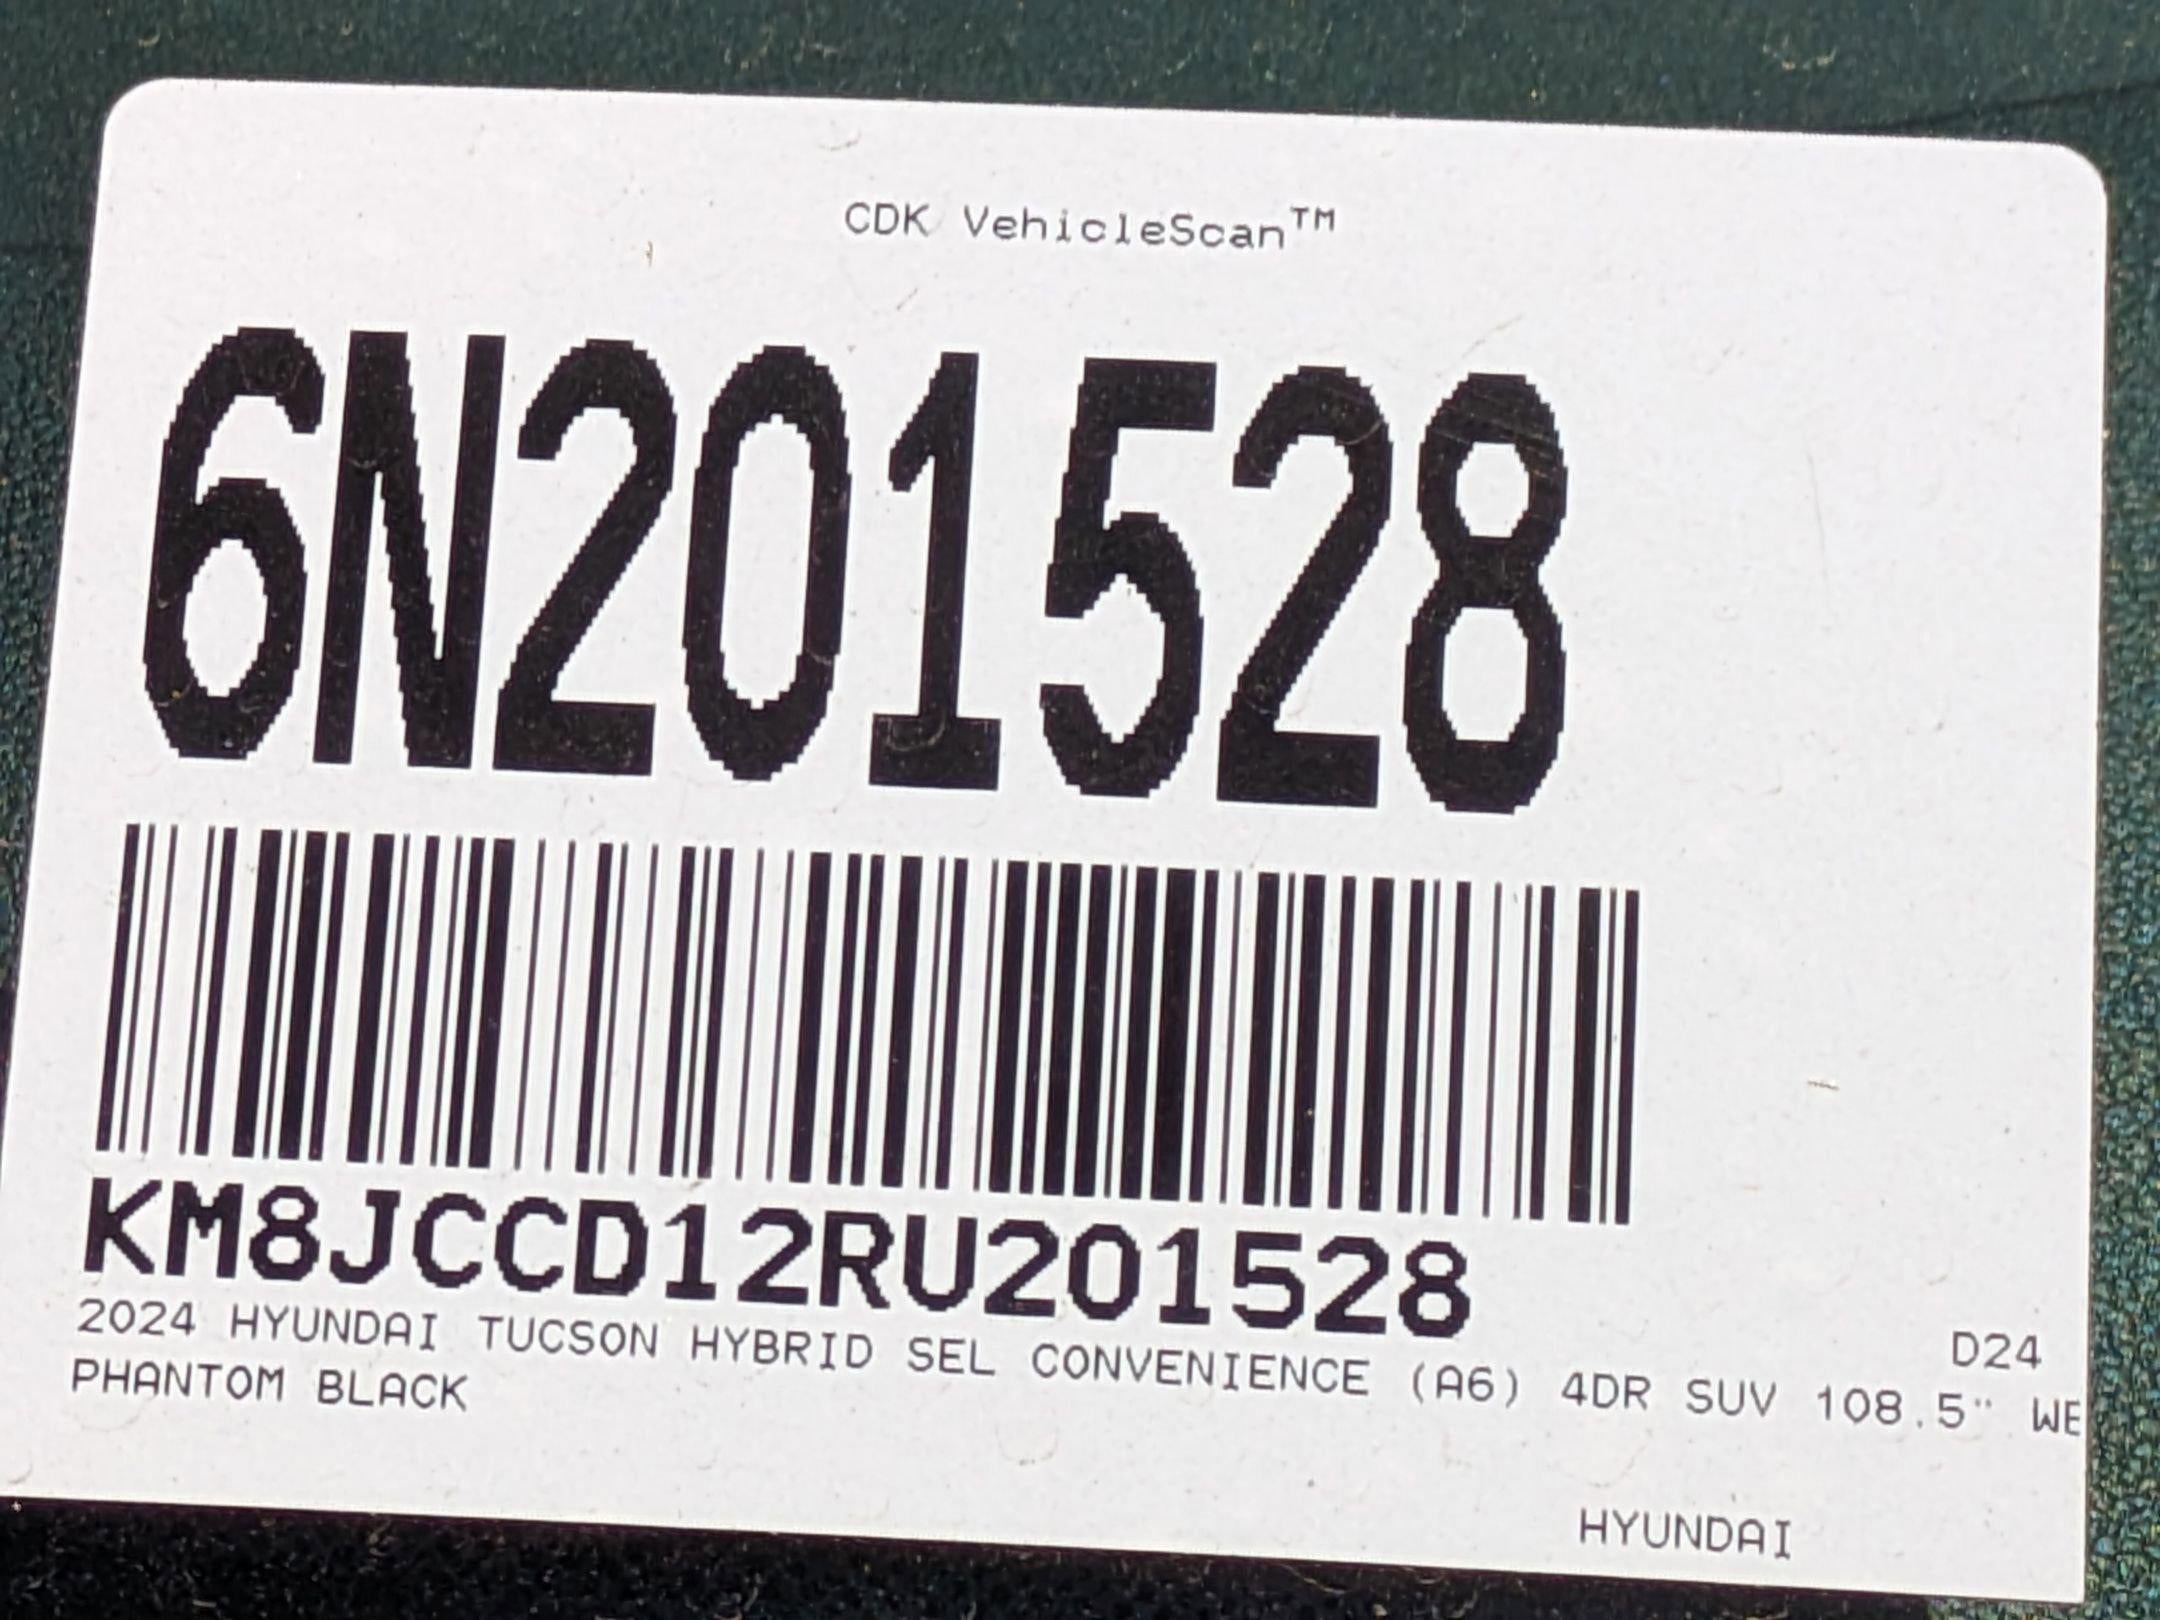 CDK VehicleScan™
6N201528
KM8JCCD12RU201528
D24
2024 HYUNDAI TUCSON HYBRID SEL CONVENIENCE (A6) 4DR SUV 108.5" WE
PHANTOM BLACK
HYUNDAI